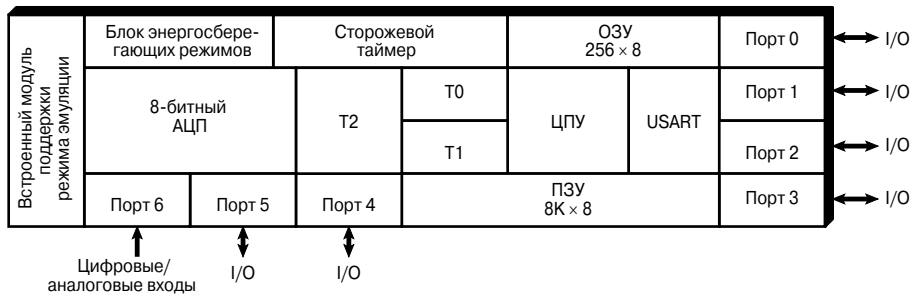 Встроенный модуль
поддержки
режима эмуляции
Блок энергосбере-
гающих режимов
Сторожевой
таймер
ОЗУ
256 × 8
Порт 0
I/O
8-битный
АЦП
T2
T0
T1
ЦПУ
USART
Порт 1
I/O
Порт 2
I/O
Порт 6
Порт 5
Порт 4
ПЗУ
8K × 8
Порт 3
I/O
Цифровые/
аналоговые входы
I/O
I/O